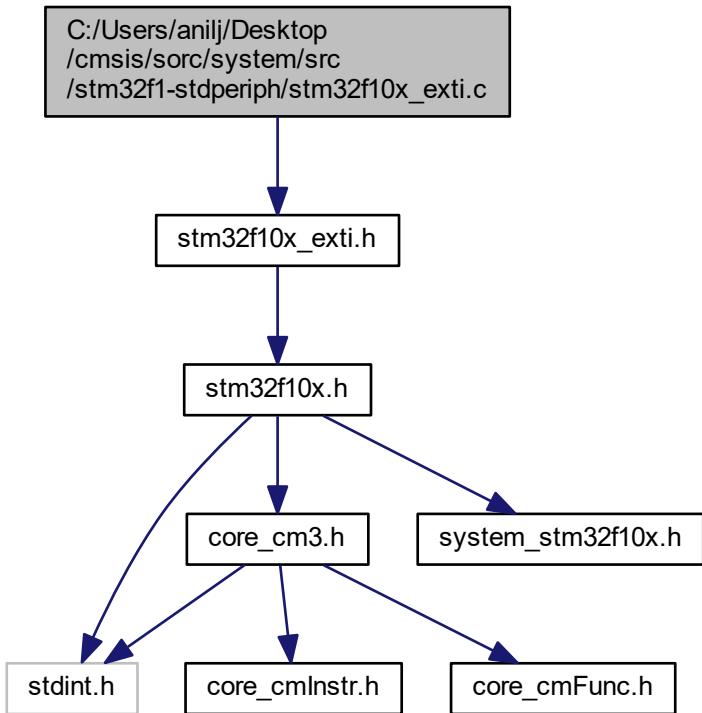 C:/Users/anilj/Desktop
/cmsis/sorc/system/src
/stm32f1-stdperiph/stm32f10x_exti.c
stm32f10x_exti.h
stm32f10x.h
core_cm3.h
system_stm32f10x.h
stdint.h
core_cmInstr.h
core_cmFunc.h